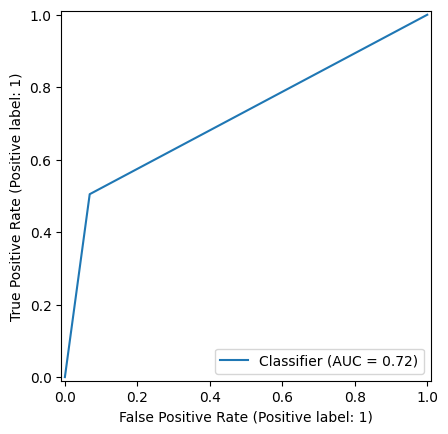 1.0
0.8
0.6
0.4
0.2
0.0
True Positive Rate (Positive label: 1)
Classifier (AUC = 0.72)
0.0 0.2 0.4 0.6 0.8 1.0
False Positive Rate (Positive label: 1)